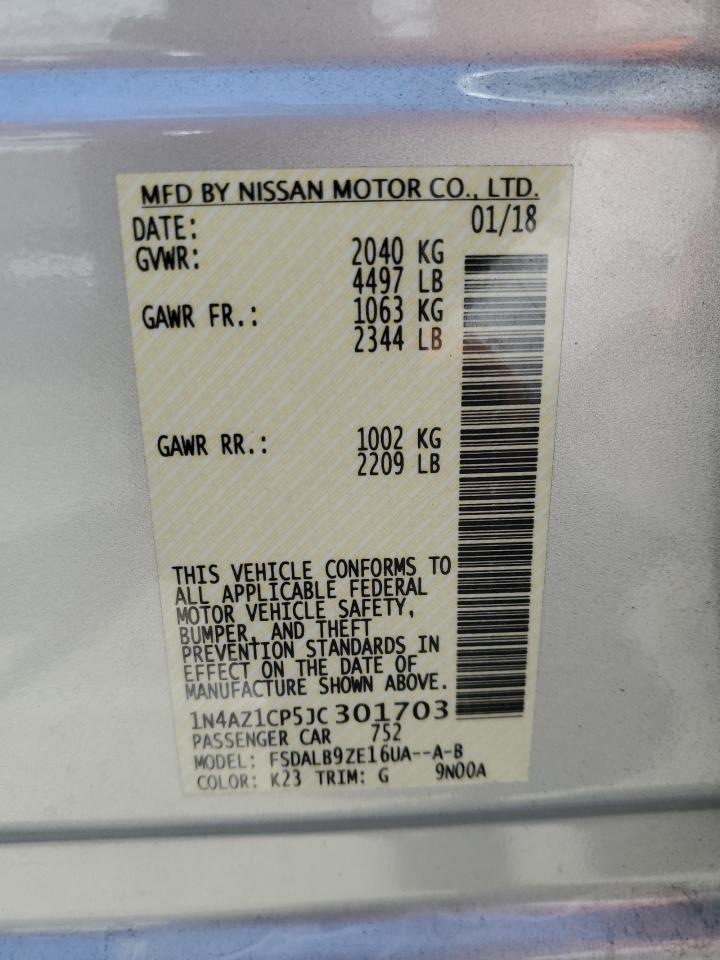 MFD BY NISSAN MOTOR CO., LTD.
DATE: 01/18
GVWR: 2040 KG
4497 LB
GAWR FR.: 1063 KG
2344 LB
GAWR RR.: 1002 KG
2209 LB
THIS VEHICLE CONFORMS TO
ALL APPLICABLE FEDERAL
MOTOR VEHICLE SAFETY,
BUMPER, AND THEFT
PREVENTION STANDARDS IN
EFFECT ON THE DATE OF
MANUFACTURE SHOWN ABOVE.
1N4AZ1CP5JC301703
PASSENGER CAR 752
MODEL: FSDALB9ZE16UA--A-B
COLOR: K23 TRIM: G 9N00A